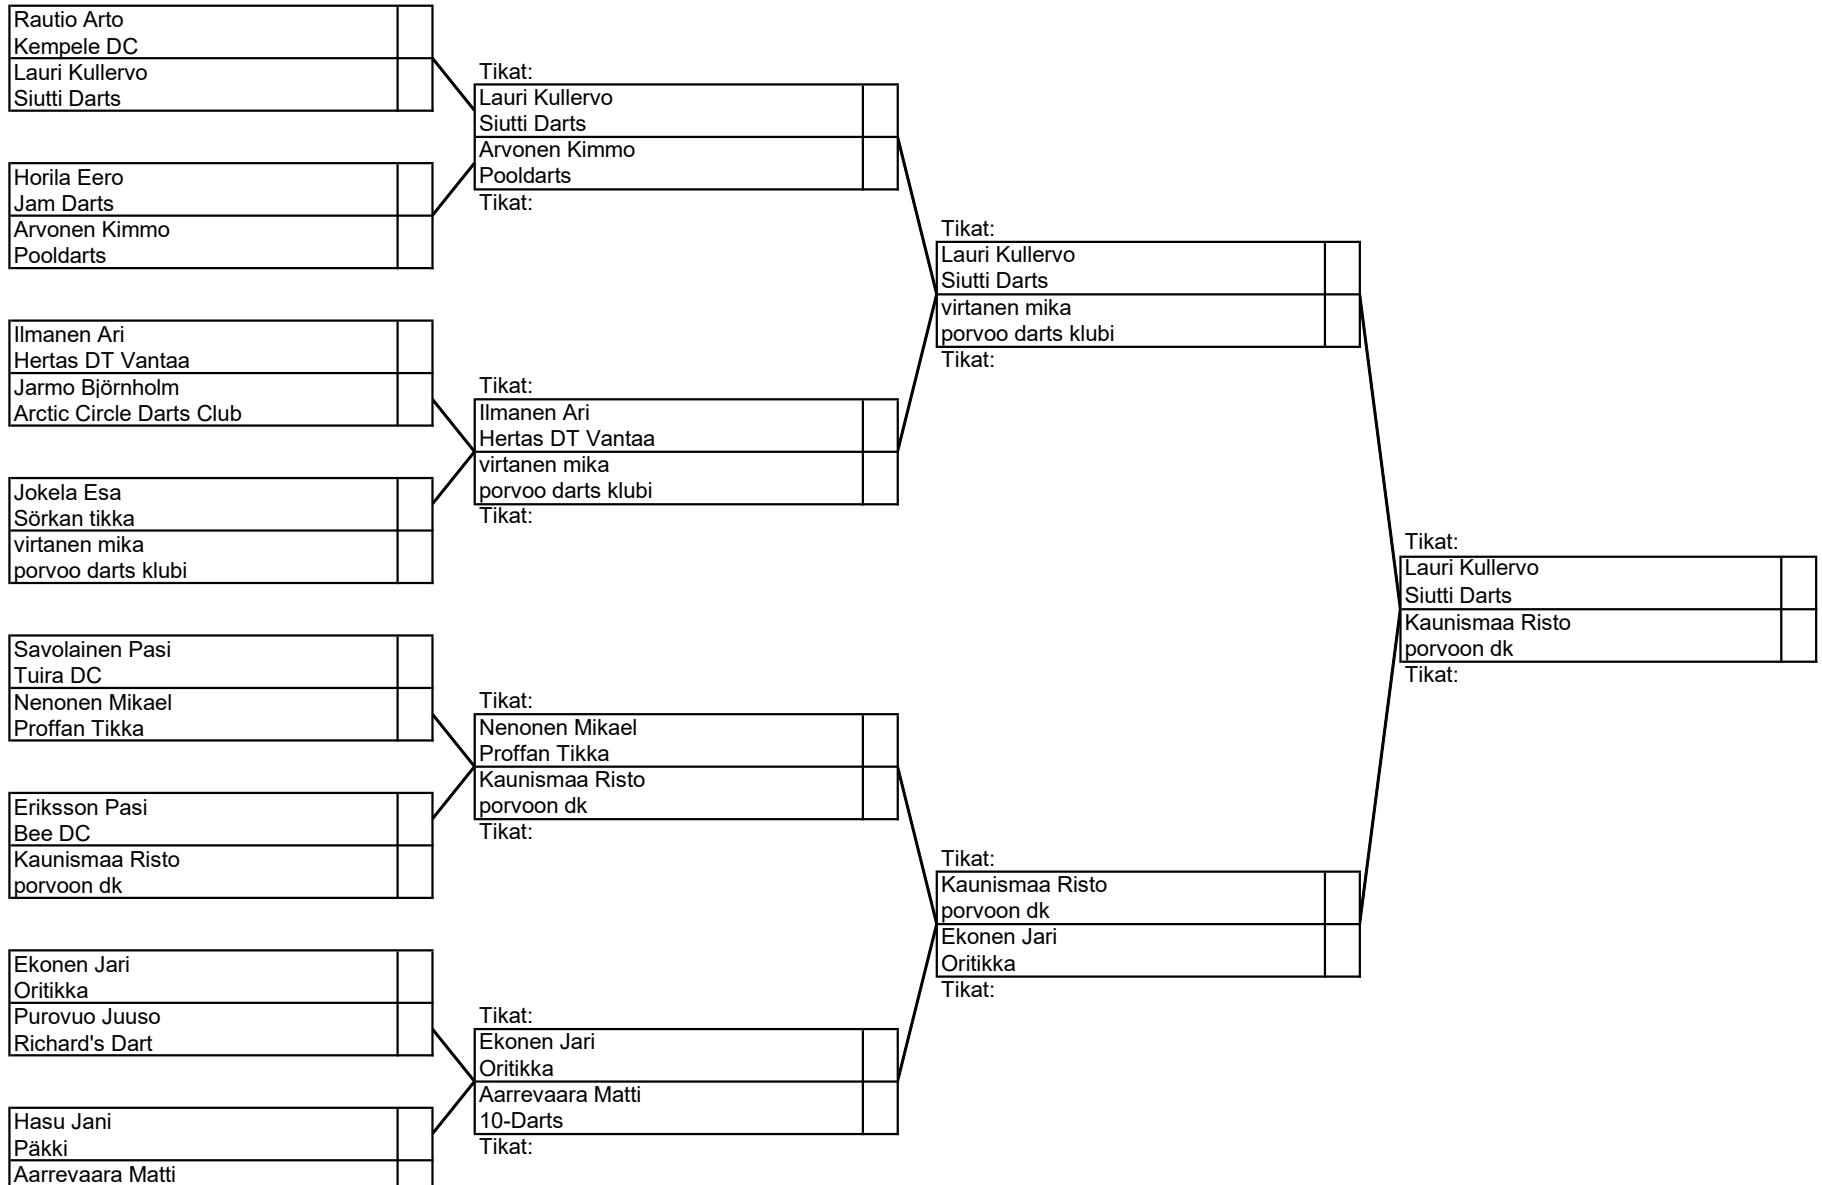 Rautio Arto
Kempele DC
Lauri Kullervo
Siutti Darts
Horila Eero
Jam Darts
Arvonen Kimmo
Pooldarts
Ilmanen Ari
Hertas DT Vantaa
Jarmo Björnholm
Arctic Circle Darts Club
Jokela Esa
Sörkan tikka
virtanen mika
porvoo darts klubi
Savolainen Pasi
Tuira DC
Nenonen Mikael
Proffan Tikka
Eriksson Pasi
Bee DC
Kaunismaa Risto
porvoon dk
Ekonen Jari
Oritikka
Purovuo Juuso
Richard's Dart
Hasu Jani
Päkki
Aarrevaara Matti
Tikat:
Lauri Kullervo
Siutti Darts
Arvonen Kimmo
Pooldarts
Tikat:
Tikat:
Ilmanen Ari
Hertas DT Vantaa
virtanen mika
porvoo darts klubi
Tikat:
Tikat:
Nenonen Mikael
Proffan Tikka
Kaunismaa Risto
porvoon dk
Tikat:
Tikat:
Ekonen Jari
Oritikka
Aarrevaara Matti
10-Darts
Tikat:
Tikat:
Lauri Kullervo
Siutti Darts
virtanen mika
porvoo darts klubi
Tikat:
Tikat:
Kaunismaa Risto
porvoon dk
Ekonen Jari
Oritikka
Tikat:
Tikat:
Lauri Kullervo
Siutti Darts
Kaunismaa Risto
porvoon dk
Tikat: